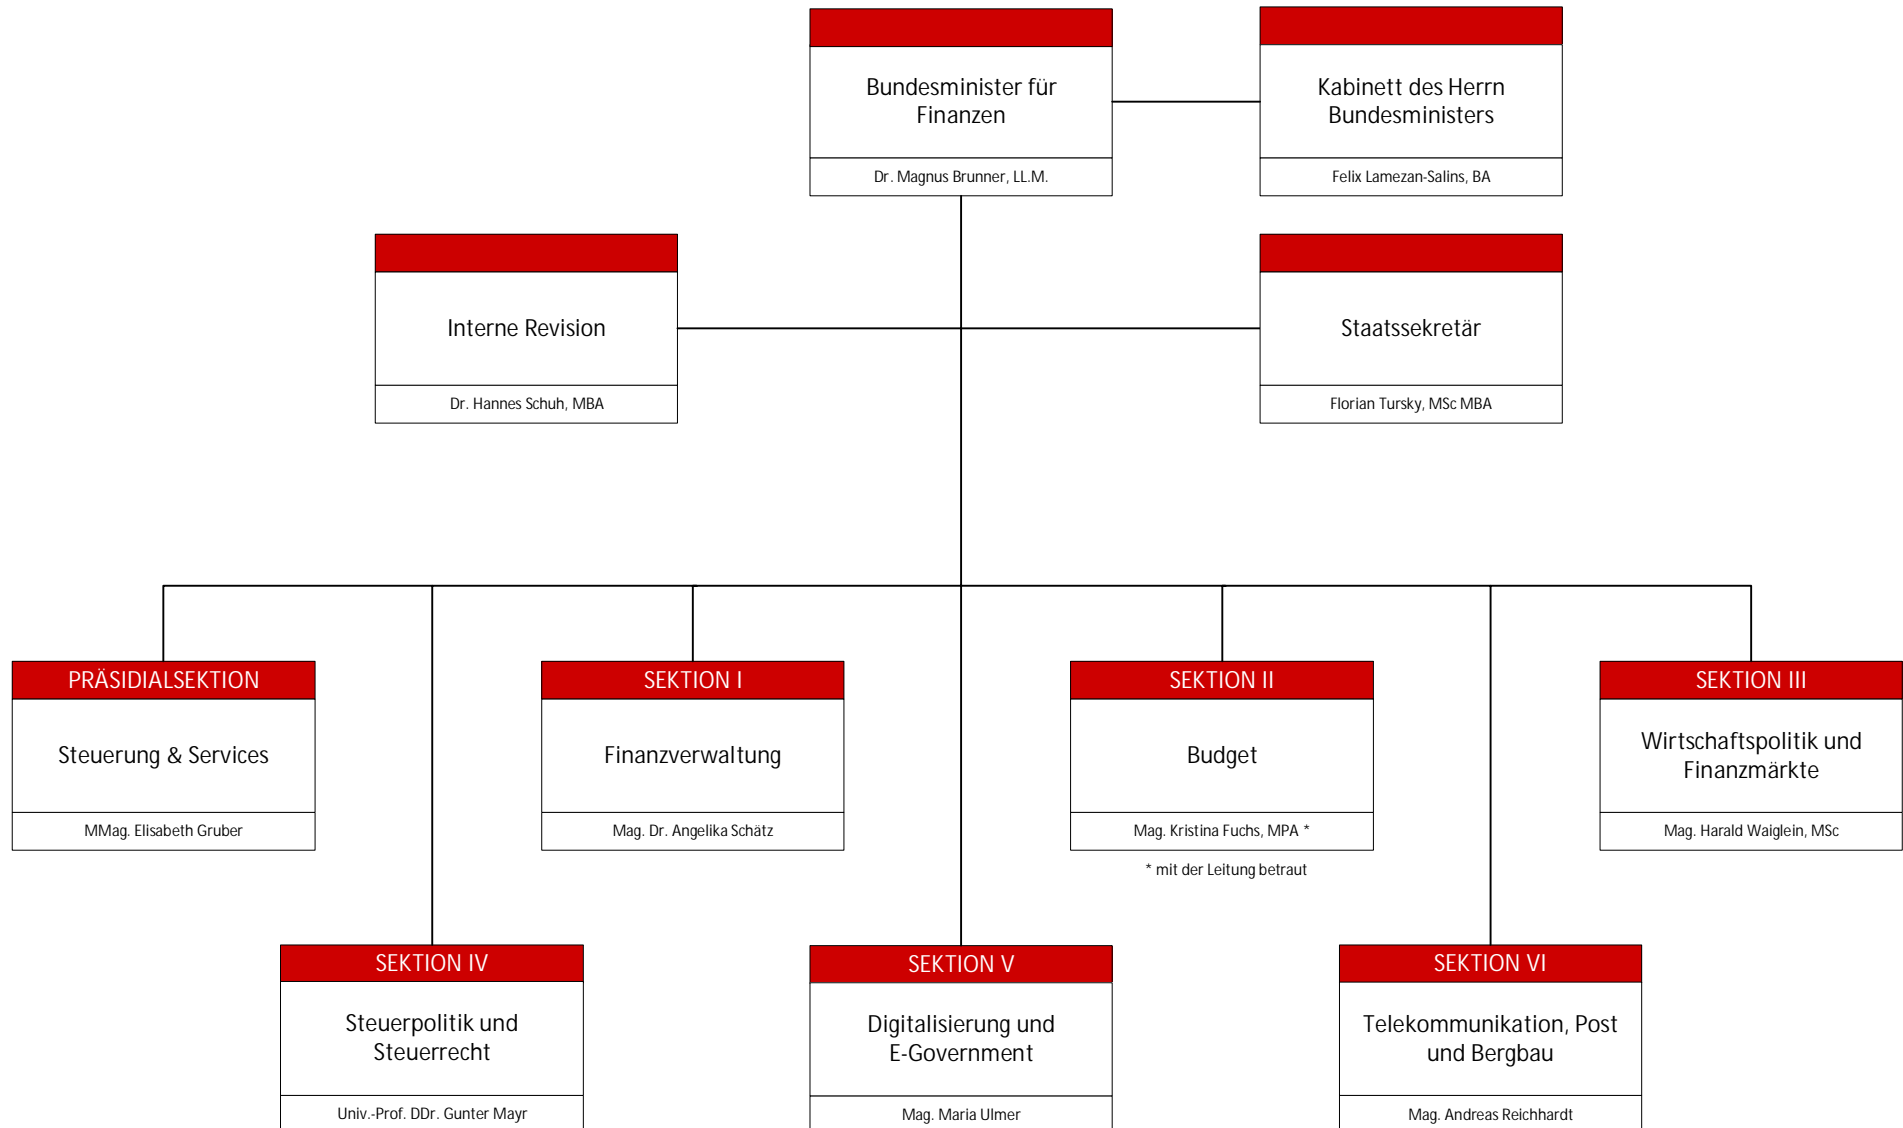 Bundesminister für
Finanzen
Dr. Magnus Brunner, LL.M.
Kabinett des Herrn
Bundesministers
Felix Lamezan-Salins, BA
Interne Revision
Dr. Hannes Schuh, MBA
Staatssekretär
Florian Tursky, MSc MBA
PRÄSIDIALSEKTION
Steuerung & Services
MMag. Elisabeth Gruber
SEKTION I
Finanzverwaltung
Mag. Dr. Angelika Schätz
SEKTION II
Budget
Mag. Kristina Fuchs, MPA *
* mit der Leitung betraut
SEKTION III
Wirtschaftspolitik und
Finanzmärkte
Mag. Harald Waiglein, MSc
SEKTION IV
Steuerpolitik und
Steuerrecht
Univ.-Prof. DDr. Gunter Mayr
SEKTION V
Digitalisierung und
E-Government
Mag. Maria Ulmer
SEKTION VI
Telekommunikation, Post
und Bergbau
Mag. Andreas Reichhardt